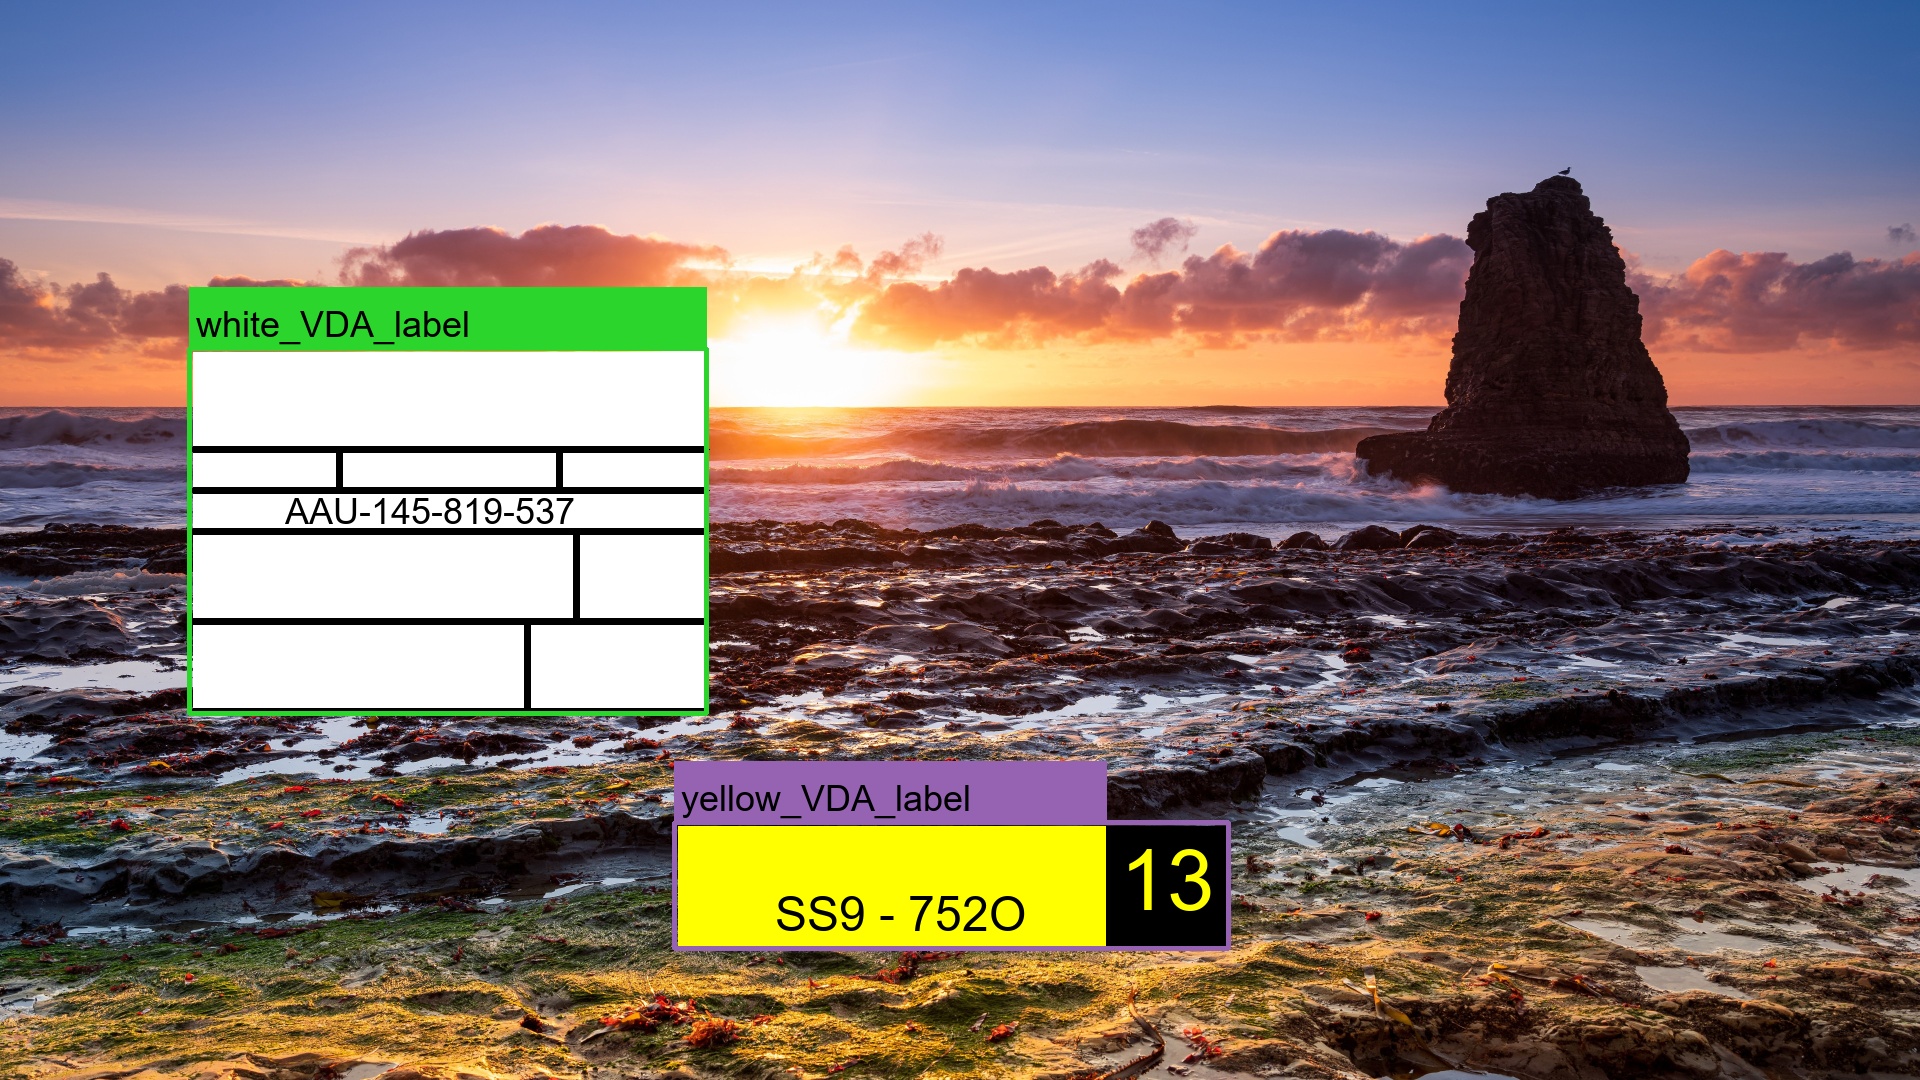 white_VDA_label
AAU-145-819-537
yellow_VDA_label
SS9 - 752O
13